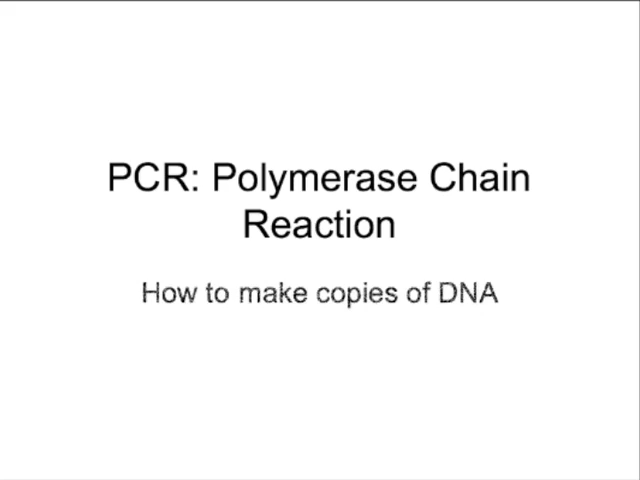 PCR: Polymerase Chain
Reaction
How to make copies of DNA